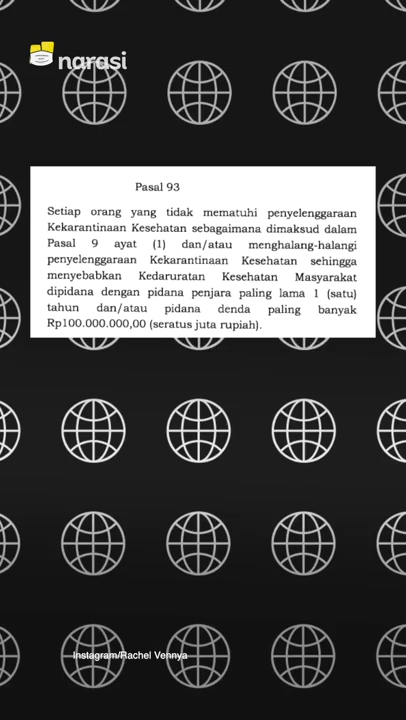 narasi
Pasal 93
Setiap orang yang tidak mematuhi penyelenggaraan
Kekarantinaan Kesehatan sebagaimana dimaksud dalam
Pasal 9 ayat (1) dan/atau menghalang-halangi
penyelenggaraan Kekarantinaan Kesehatan sehingga
menyebabkan Kedaruratan Kesehatan Masyarakat
dipidana dengan pidana penjara paling lama 1 (satu)
tahun dan/atau pidana denda paling banyak
Rp100.000.000,00 (seratus juta rupiah).
Instagram/Rachel Vennya